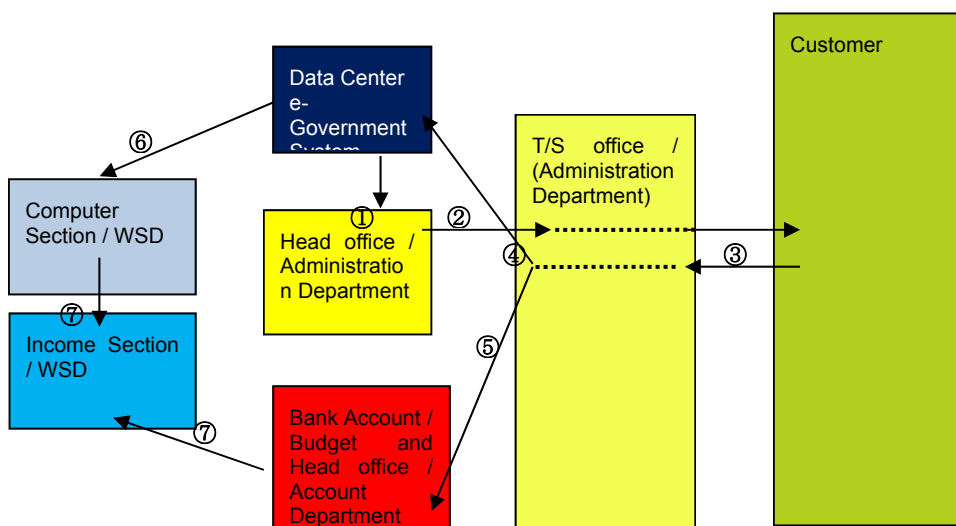 Customer
Data Center
e-
Government
System
⑥
T/S office /
(Administration
Department)
Computer
Section / WSD
①
②
Head office /
Administratio
n Department
④
③
⑦
Income Section
/ WSD
⑤
Bank Account /
Budget and
Head office /
Account
Department
⑦